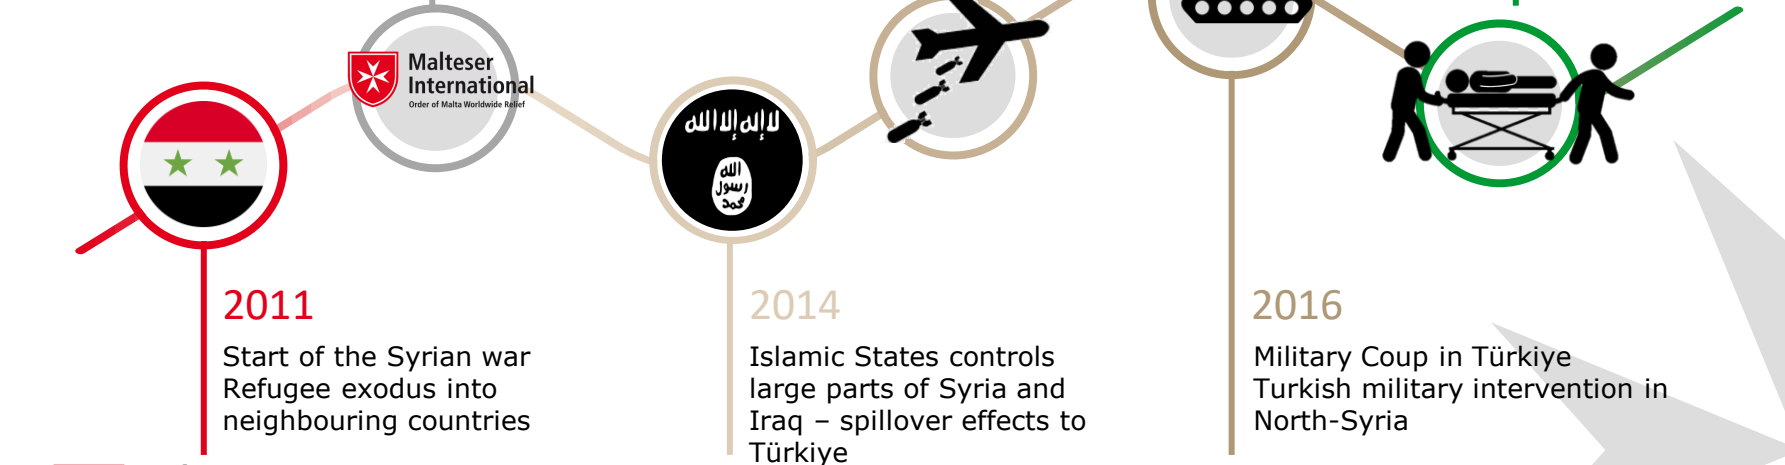 Malteser
International
Order of Malta Worldwide Relief
لا إله إلا الله
الله
رسول
محمد
2011
Start of the Syrian war
Refugee exodus into
neighbouring countries
2014
Islamic States controls
large parts of Syria and
Iraq – spillover effects to
Türkiye
2016
Military Coup in Türkiye
Turkish military intervention in
North-Syria